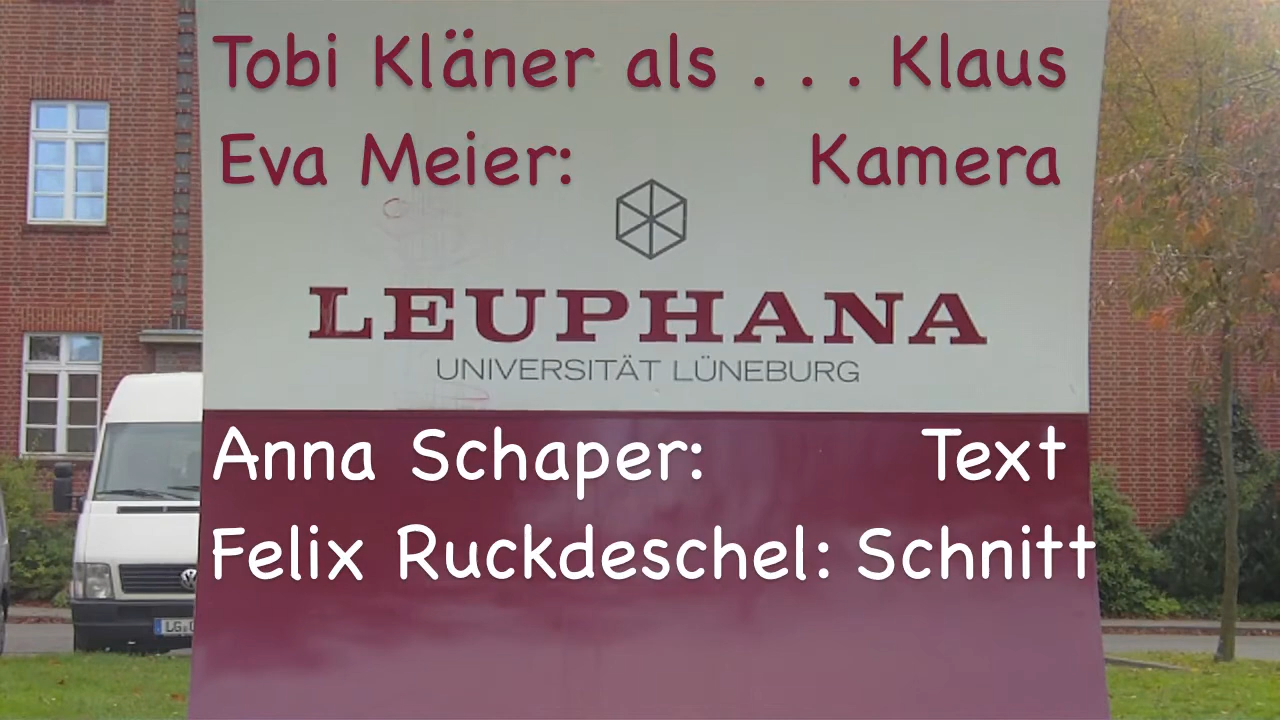 Tobi Kläner als . . . Klaus
Eva Meier: Kamera
LEUPHANA
UNIVERSITÄT LÜNEBURG
Anna Schaper: Text
Felix Ruckdeschel: Schnitt